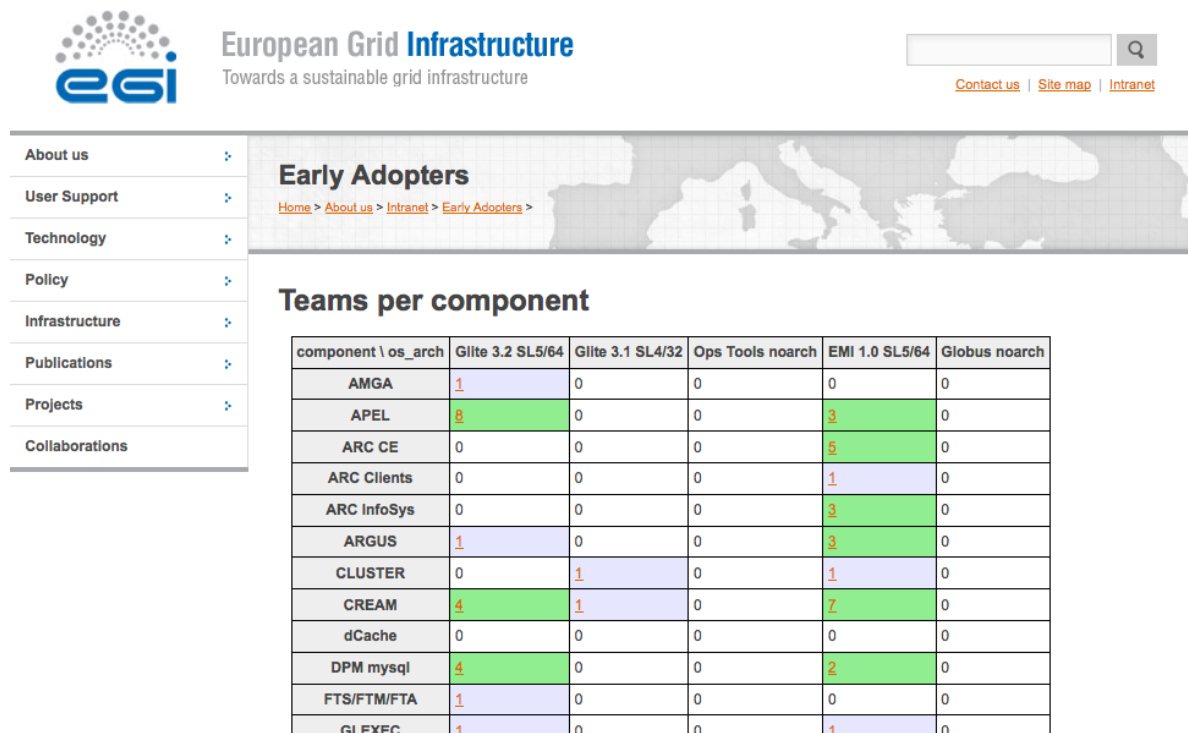 egi
European Grid Infrastructure
Towards a sustainable grid infrastructure
Contact us | Site map | Intranet
About us
User Support
Technology
Policy
Infrastructure
Publications
Projects
Collaborations
Early Adopters
Home > About us > Intranet > Early Adopters >
Teams per component
component \ os_arch Glite 3.2 SL5/64 Glite 3.1 SL4/32 Ops Tools noarch EMI 1.0 SL5/64 Globus noarch
AMGA 1 0 0 0 0
APEL 8 0 0 3 0
ARC CE 0 0 0 5 0
ARC Clients 0 0 0 1 0
ARC InfoSys 0 0 0 3 0
ARGUS 1 0 0 3 0
CLUSTER 0 1 0 1 0
CREAM 4 1 0 7 0
dCache 0 0 0 0 0
DPM mysql 4 0 0 2 0
FTS/FTM/FTA 1 0 0 0 0
GLEXEC 1 0 0 1 0